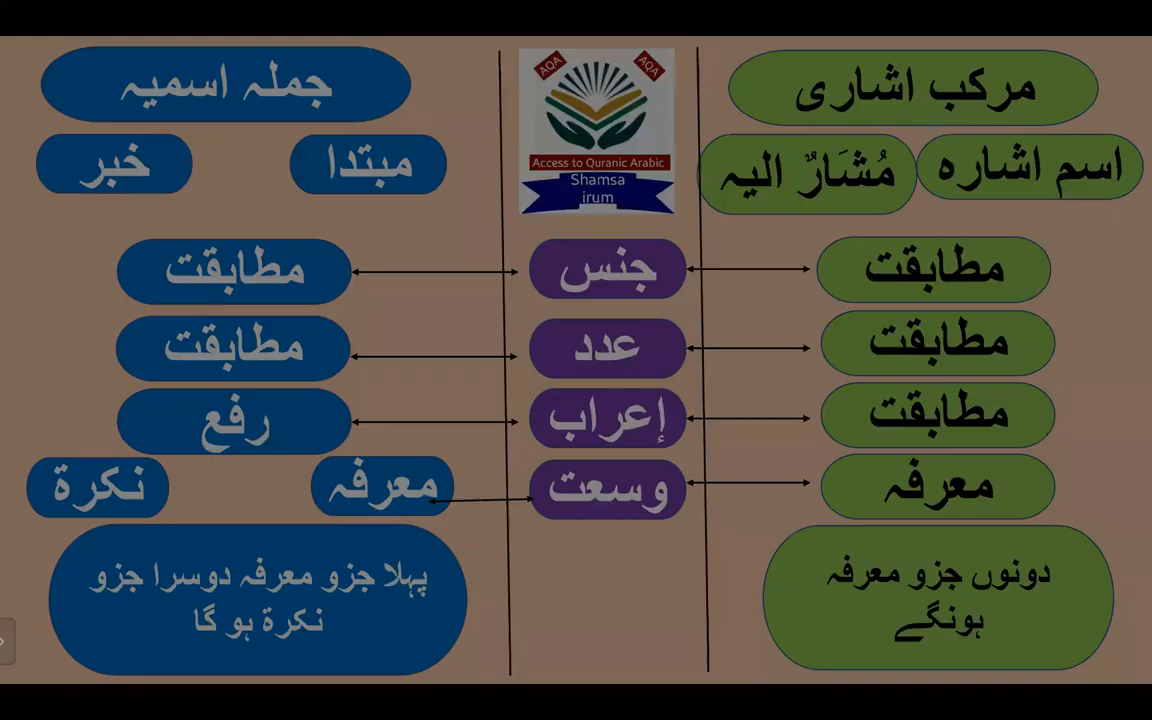 مرکب اشاری
اسم اشارہ
مُشَارٌ الیہ
AQA
AQA
Access to Quranic Arabic
Shamsa
irum
جملہ اسمیہ
مبتدا
خبر
مطابقت
جنس
مطابقت
مطابقت
عدد
مطابقت
مطابقت
إعراب
رفع
معرفہ
وسعت
معرفہ
نکرۃ
دونوں جزو معرفہ
ہونگے
پہلا جزو معرفہ دوسرا جزو
نکرۃ ہو گا